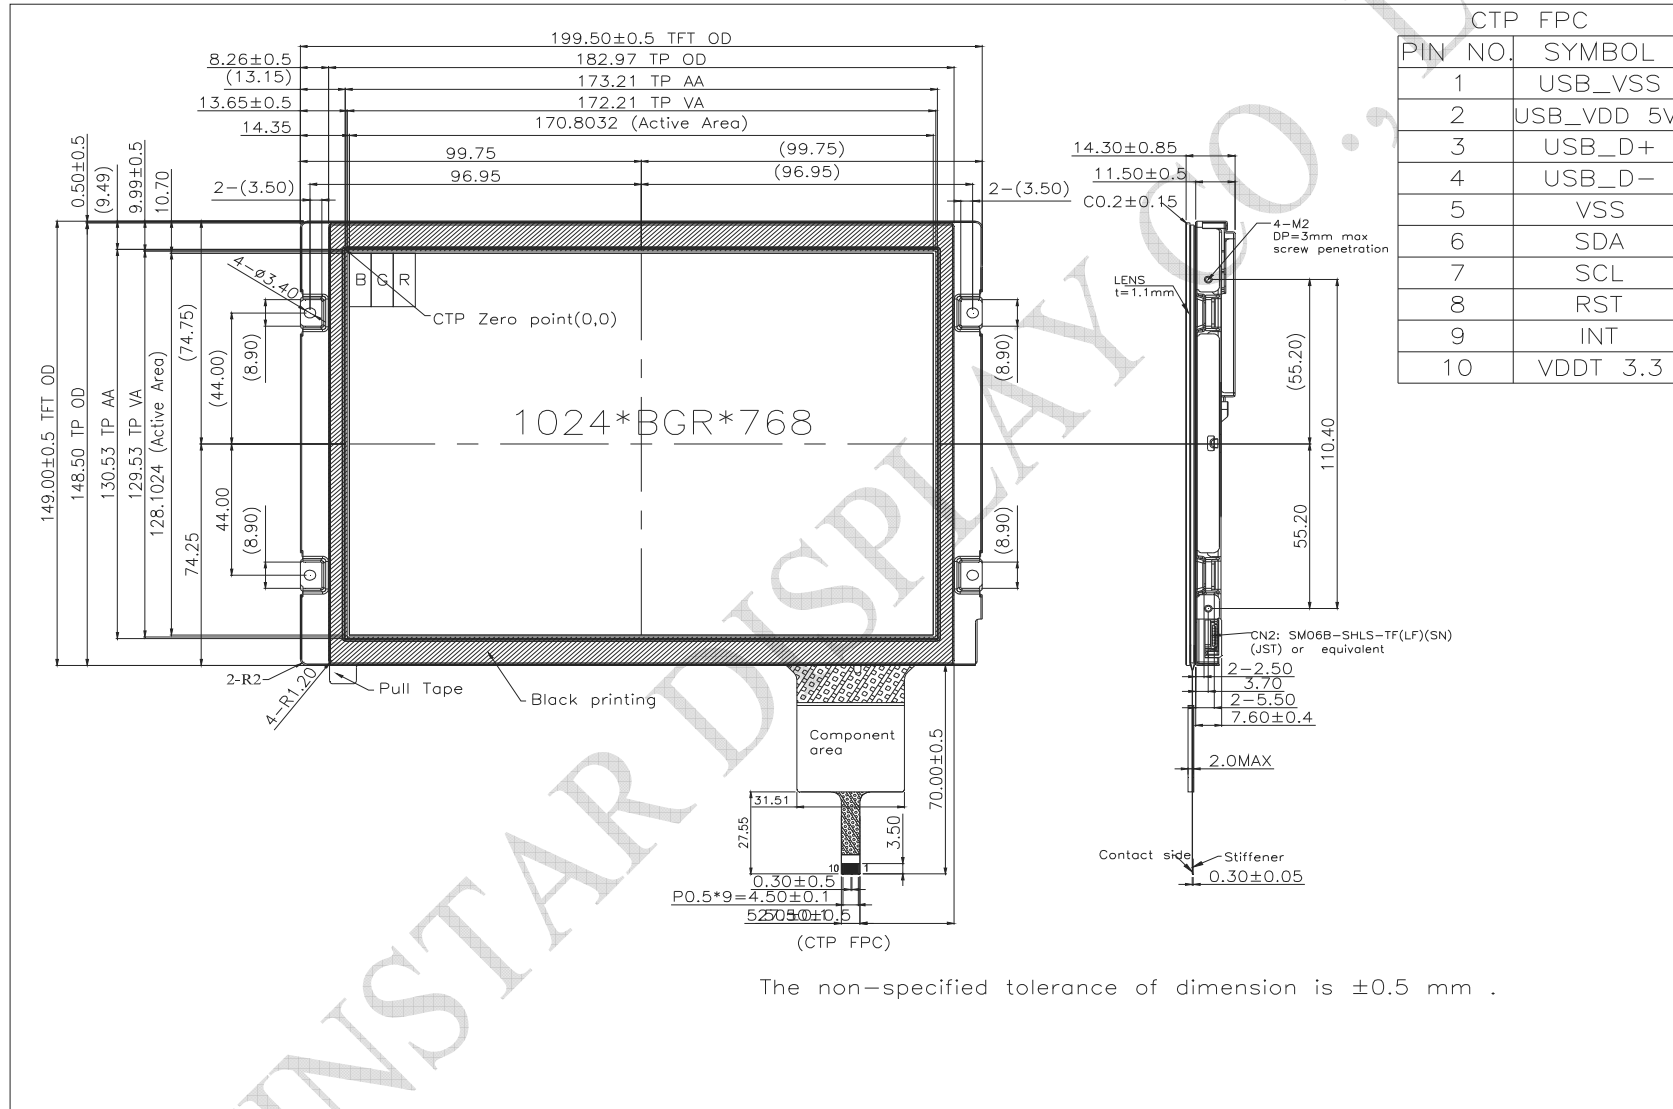 199.50±0.5 TFT OD
8.26±0.5
182.97 TP OD
(13.15)
173.21 TP AA
13.65±0.5
172.21 TP VA
14.35
170.8032 (Active Area)
99.75
(99.75)
96.95
(96.95)
2-(3.50)
2-(3.50)
0.50±0.5
(9.49)
9.99±0.5
10.70
149.00±0.5 TFT OD
148.50 TP OD
130.53 TP AA
129.53 TP VA
128.1024 (Active Area)
(74.75)
74.25
(44.00)
44.00
(8.90)
(8.90)
4-ø3.40
B G R
CTP Zero point(0,0)
1024*BGR*768
(8.90)
(8.90)
2-R2
4-R1.20
Pull Tape
Black printing
Component
area
31.51
27.55
3.50
70.00±0.5
10
1
0.30±0.5
P0.5*9=4.50±0.1
(CTP FPC)
14.30±0.85
11.50±0.5
C0.2±0.15
4-M2
DP=3mm max
screw penetration
LENS
t=1.1mm
(55.20)
55.20
110.40
CN2: SM06B-SHLS-TF(LF)(SN)
(JST) or equivalent
2-2.50
3.70
2-5.50
7.60±0.4
2.0MAX
Contact side
Stiffener
0.30±0.05
CTP FPC
PIN NO. SYMBOL
1 USB_VSS
2 USB_VDD 5V
3 USB_D+
4 USB_D-
5 VSS
6 SDA
7 SCL
8 RST
9 INT
10 VDDT 3.3
The non-specified tolerance of dimension is ±0.5 mm .
INSTAR DISPLAY CO., L